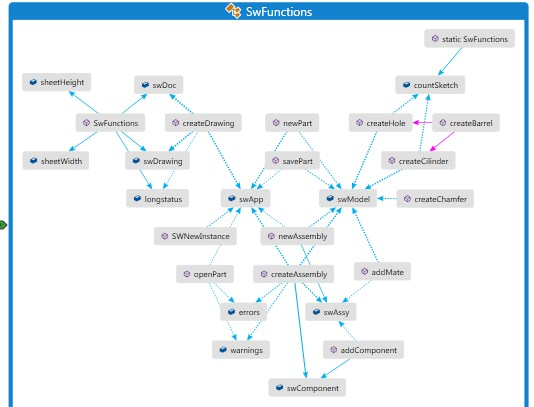 SwFunctions
static SwFunctions
sheetHeight
swDoc
countSketch
SwFunctions
createDrawing
newPart
createHole
createBarrel
sheetWidth
swDrawing
savePart
createCilinder
longstatus
swApp
swModel
createChamfer
SWNewInstance
newAssembly
openPart
createAssembly
addMate
errors
swAssy
warnings
addComponent
swComponent